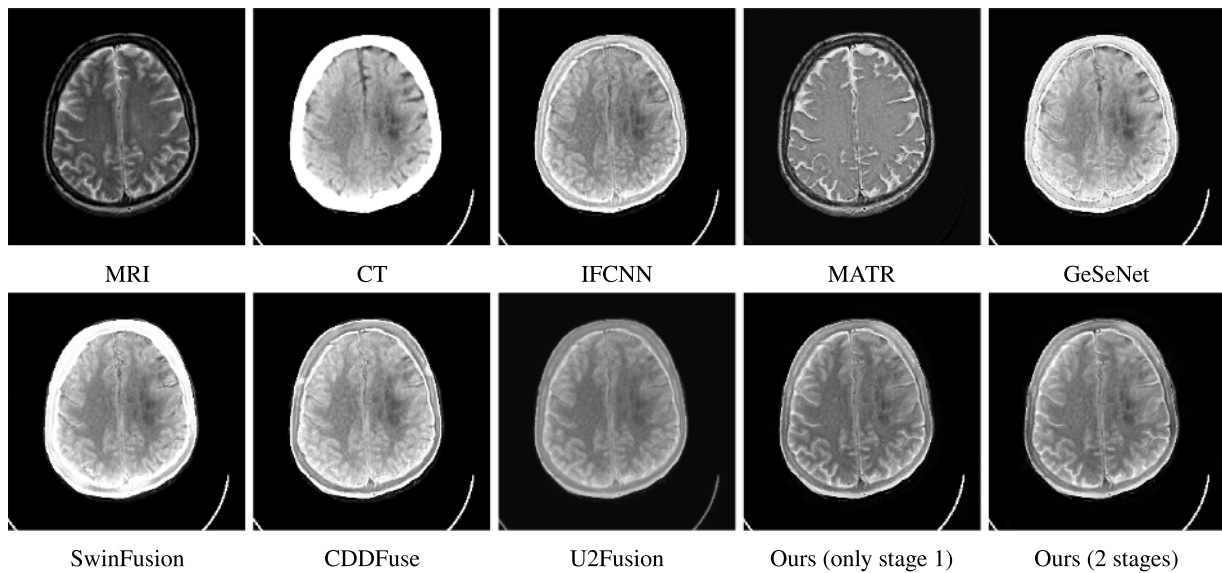 MRI CT IFCNN MATR GeSeNet
SwinFusion CDDFuse U2Fusion Ours (only stage 1) Ours (2 stages)